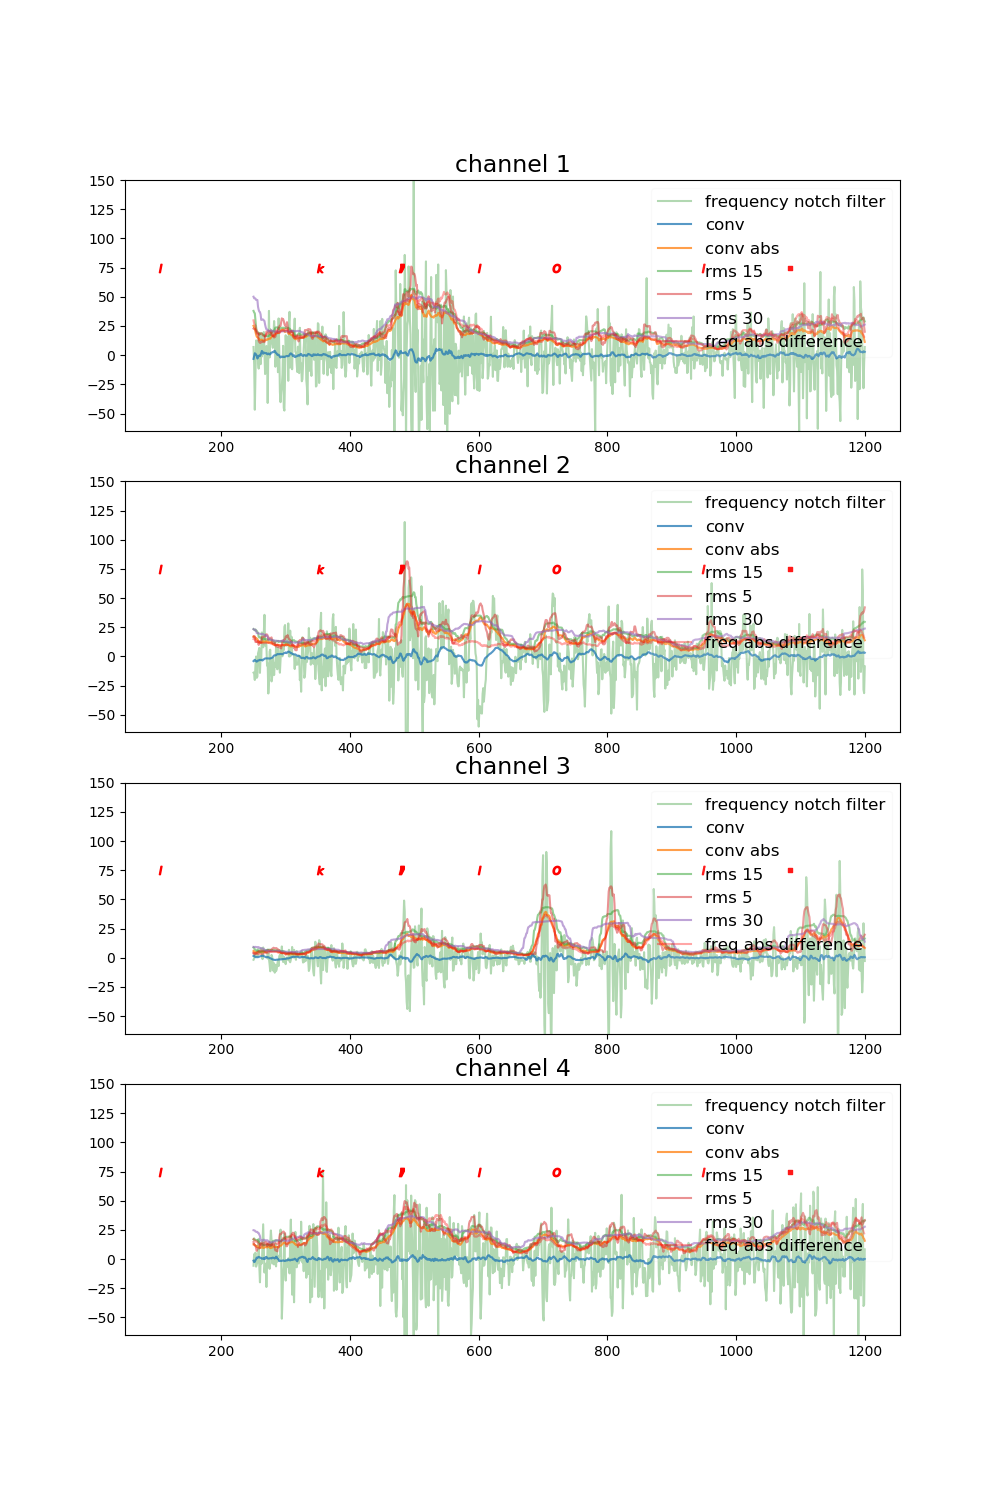 channel 1
150
125
100
75
50
25
0
−25
−50
frequency notch filter
conv
conv abs
rms 15
rms 5
rms 30
freq abs difference
l k l o l
200 400 600 800 1000 1200
channel 2
150
125
100
75
50
25
0
−25
−50
frequency notch filter
conv
conv abs
rms 15
rms 5
rms 30
freq abs difference
l k l o l
200 400 600 800 1000 1200
channel 3
150
125
100
75
50
25
0
−25
−50
frequency notch filter
conv
conv abs
rms 15
rms 5
rms 30
freq abs difference
l k l o l
200 400 600 800 1000 1200
channel 4
150
125
100
75
50
25
0
−25
−50
frequency notch filter
conv
conv abs
rms 15
rms 5
rms 30
freq abs difference
l k l o l
200 400 600 800 1000 1200